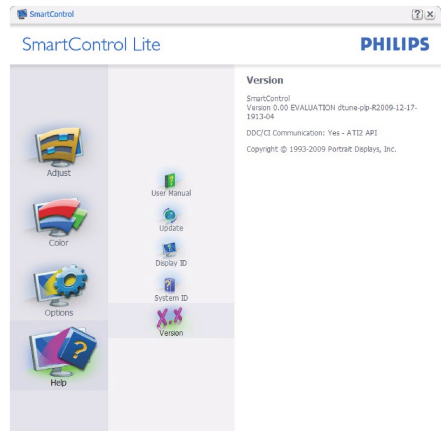 SmartControl
SmartControl Lite
PHILIPS
Adjust
Color
Options
Help
User Manual
Update
Display ID
System ID
Version
Version
SmartControl
Version 0.00 EVALUATION dtune-plp-R2009-12-17-
1913-04
DDC/CI Communication: Yes - ATI2 API
Copyright © 1993-2009 Portrait Displays, Inc.